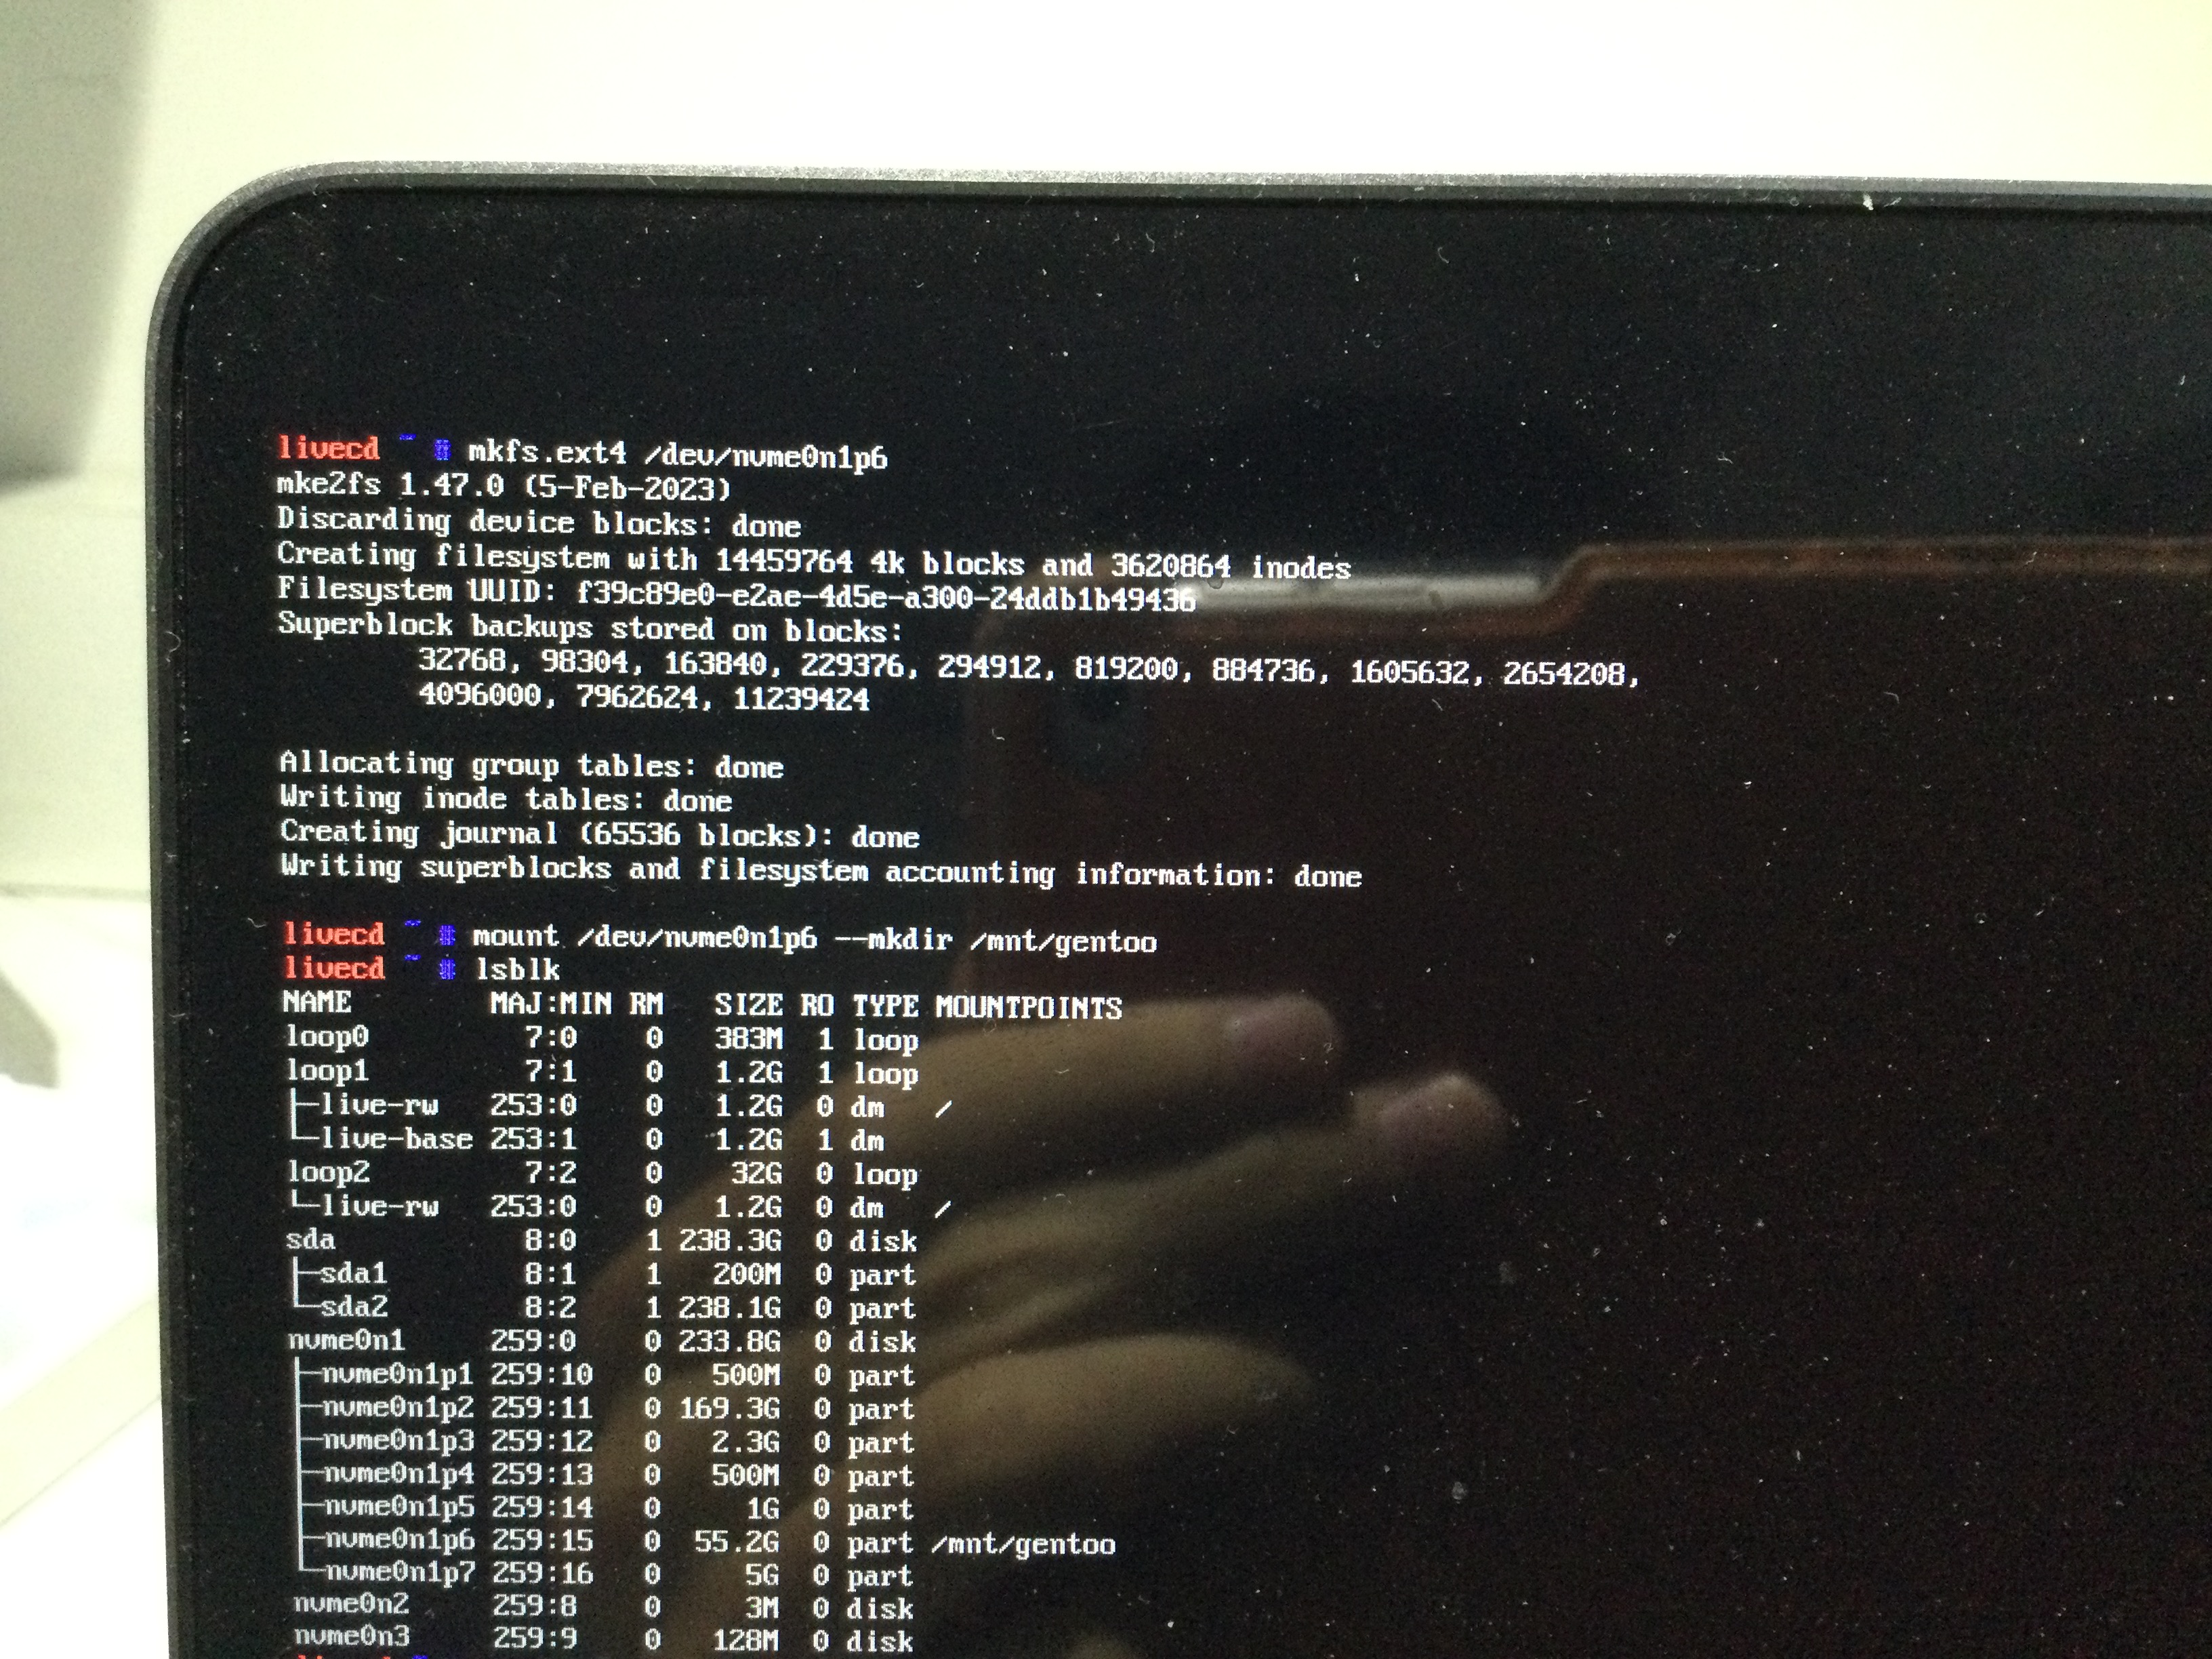 livecd ~ # mkfs.ext4 /dev/nvme0n1p6
mke2fs 1.47.0 (5-Feb-2023)
Discarding device blocks: done
Creating filesystem with 14459764 4k blocks and 3620864 inodes
Filesystem UUID: f39c89e0-e2ae-4d5e-a300-24ddb1b49436
Superblock backups stored on blocks:
        32768, 98304, 163840, 229376, 294912, 819200, 884736, 1605632, 2654208,
        4096000, 7962624, 11239424
Allocating group tables: done
Writing inode tables: done
Creating journal (65536 blocks): done
Writing superblocks and filesystem accounting information: done
livecd ~ # mount /dev/nvme0n1p6 --mkdir /mnt/gentoo
livecd ~ # lsblk
NAME        MAJ:MIN RM   SIZE RO TYPE MOUNTPOINTS
loop0         7:0    0   383M  1 loop
loop1         7:1    0   1.2G  1 loop
├─live-rw   253:0    0   1.2G  0 dm   /
└─live-base 253:1    0   1.2G  1 dm
loop2         7:2    0    32G  0 loop
└─live-rw   253:0    0   1.2G  0 dm   /
sda           8:0    1 238.3G  0 disk
├─sda1        8:1    1   200M  0 part
└─sda2        8:2    1 238.1G  0 part
nvme0n1     259:0    0 233.8G  0 disk
├─nvme0n1p1 259:10   0   500M  0 part
├─nvme0n1p2 259:11   0 169.3G  0 part
├─nvme0n1p3 259:12   0   2.3G  0 part
├─nvme0n1p4 259:13   0   500M  0 part
├─nvme0n1p5 259:14   0     1G  0 part
├─nvme0n1p6 259:15   0  55.2G  0 part /mnt/gentoo
└─nvme0n1p7 259:16   0     5G  0 part
nvme0n2     259:8    0     3M  0 disk
nvme0n3     259:9    0   128M  0 disk